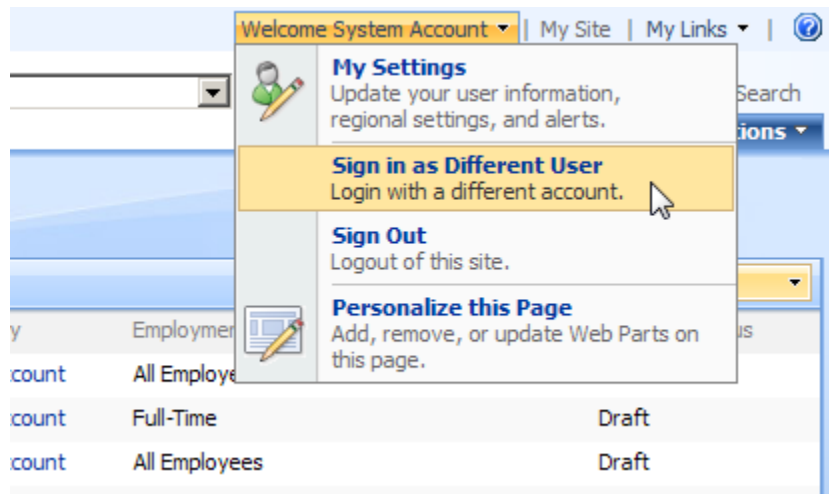 Welcome System Account | My Site | My Links |
My Settings
Update your user information,
regional settings, and alerts.
Search
Sign in as Different User
Login with a different account.
Sign Out
Logout of this site.
Personalize this Page
Add, remove, or update Web Parts on
this page.
All
Full-Time Draft
All Employees Draft